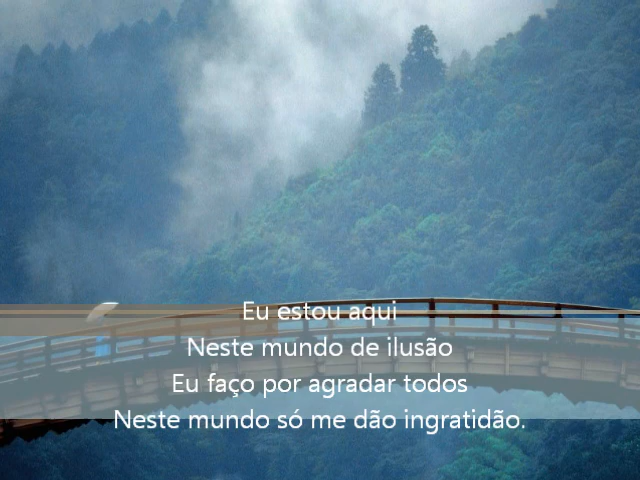 Eu estou aqui
Neste mundo de ilusão
Eu faço por agradar todos
Neste mundo só me dão ingratidão.